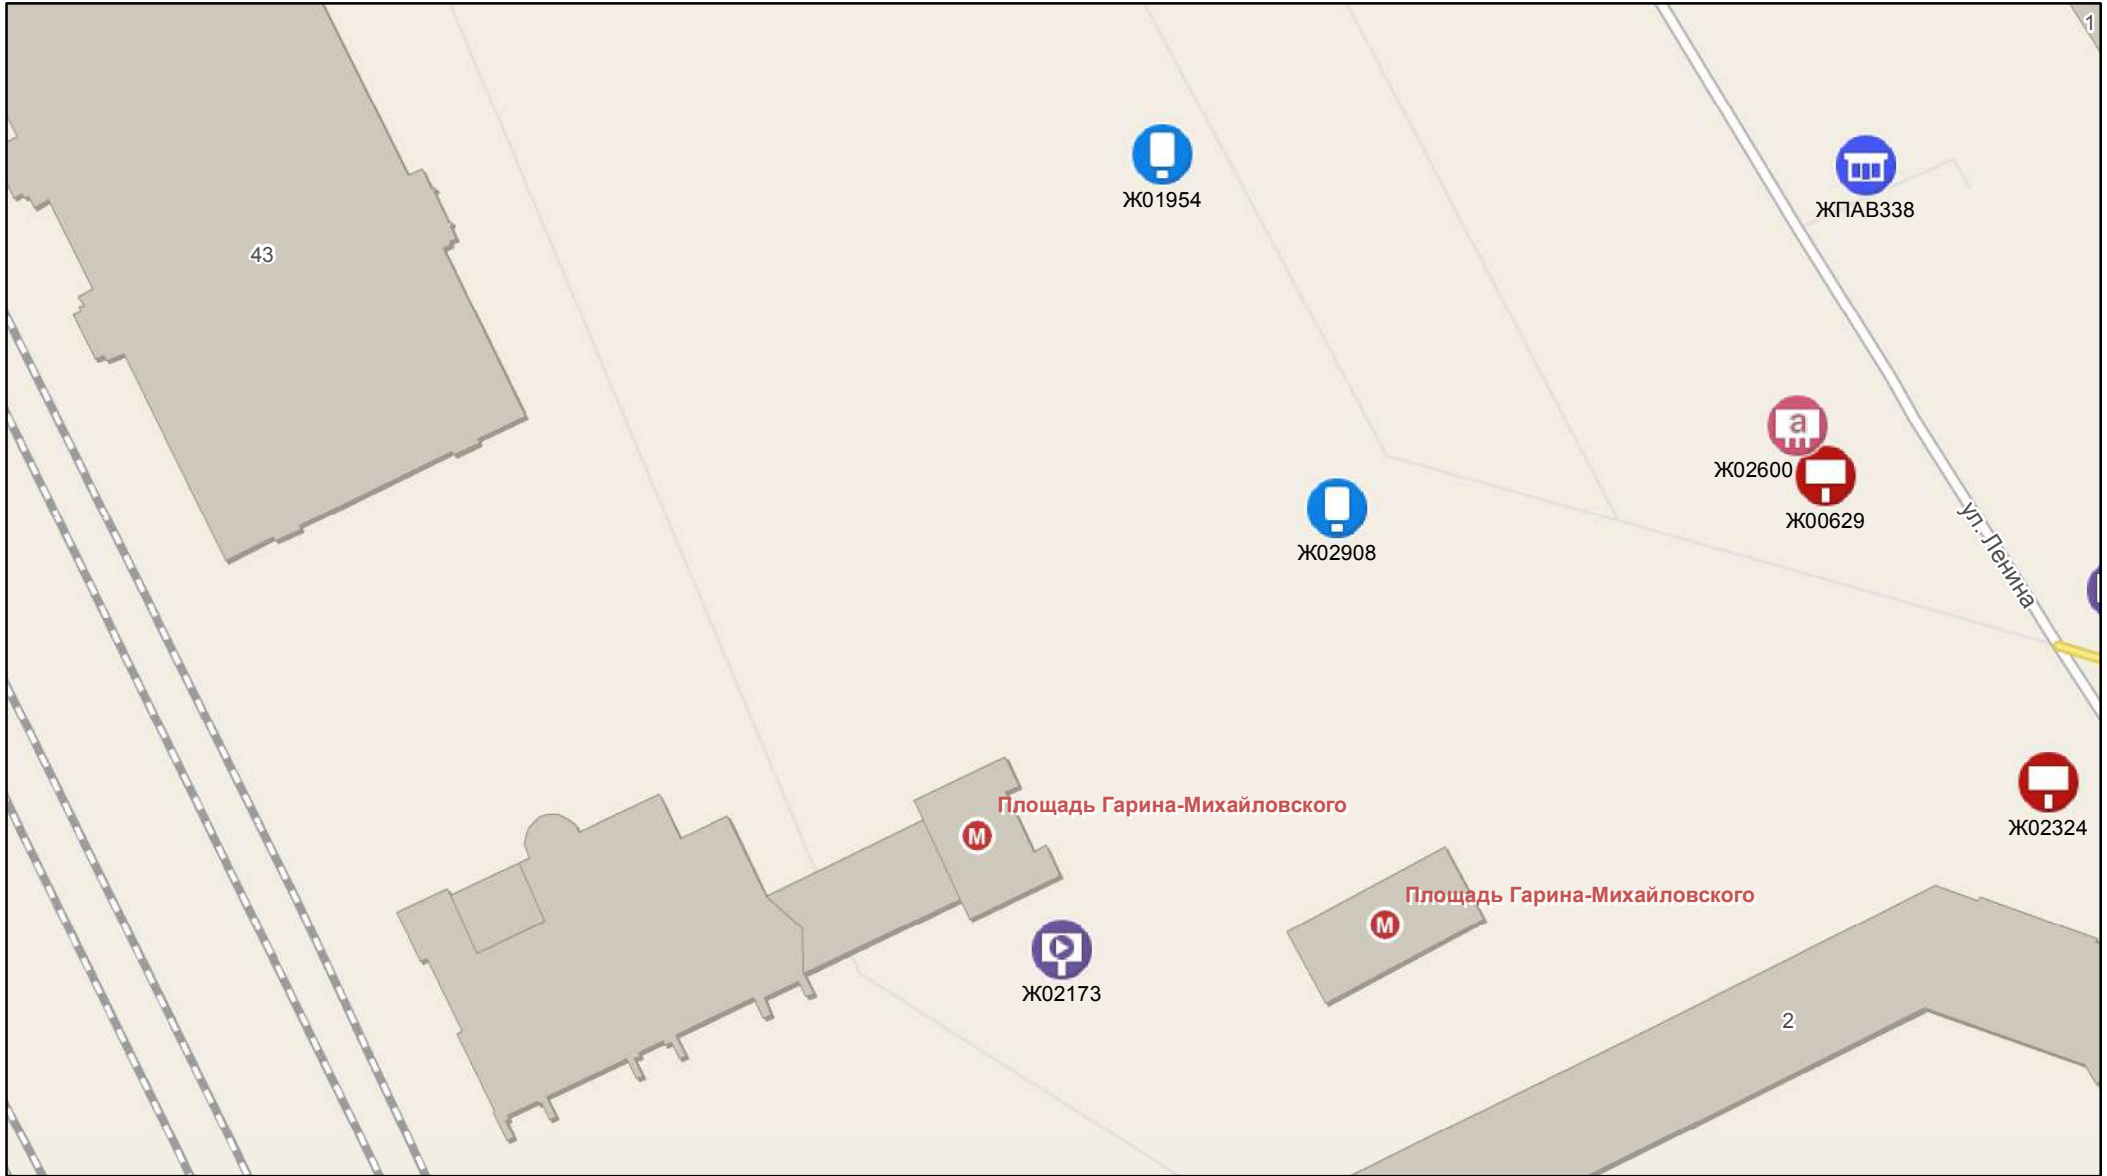 1
Ж01954
ЖПАВ338
43
а
Ж02600
Ж00629
Ж02908
ул. Ленина
Площадь Гарина-Михайловского
М
Ж02324
Площадь Гарина-Михайловского
М
Ж02173
2